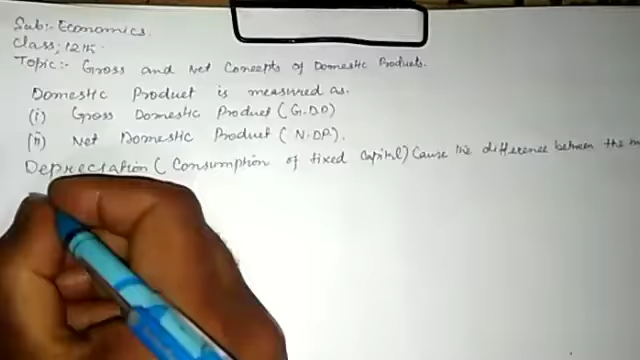 Sub:- Economics.
Class; 12th.
Topic:- Gross and Net Concepts of Domestic Products.
Domestic Product is measured as.
(i) Gross Domestic Product (G.D.P)
(ii) Net Domestic Product (N.D.P).
Depreciation (Consumption of fixed capital) Cause the difference between the